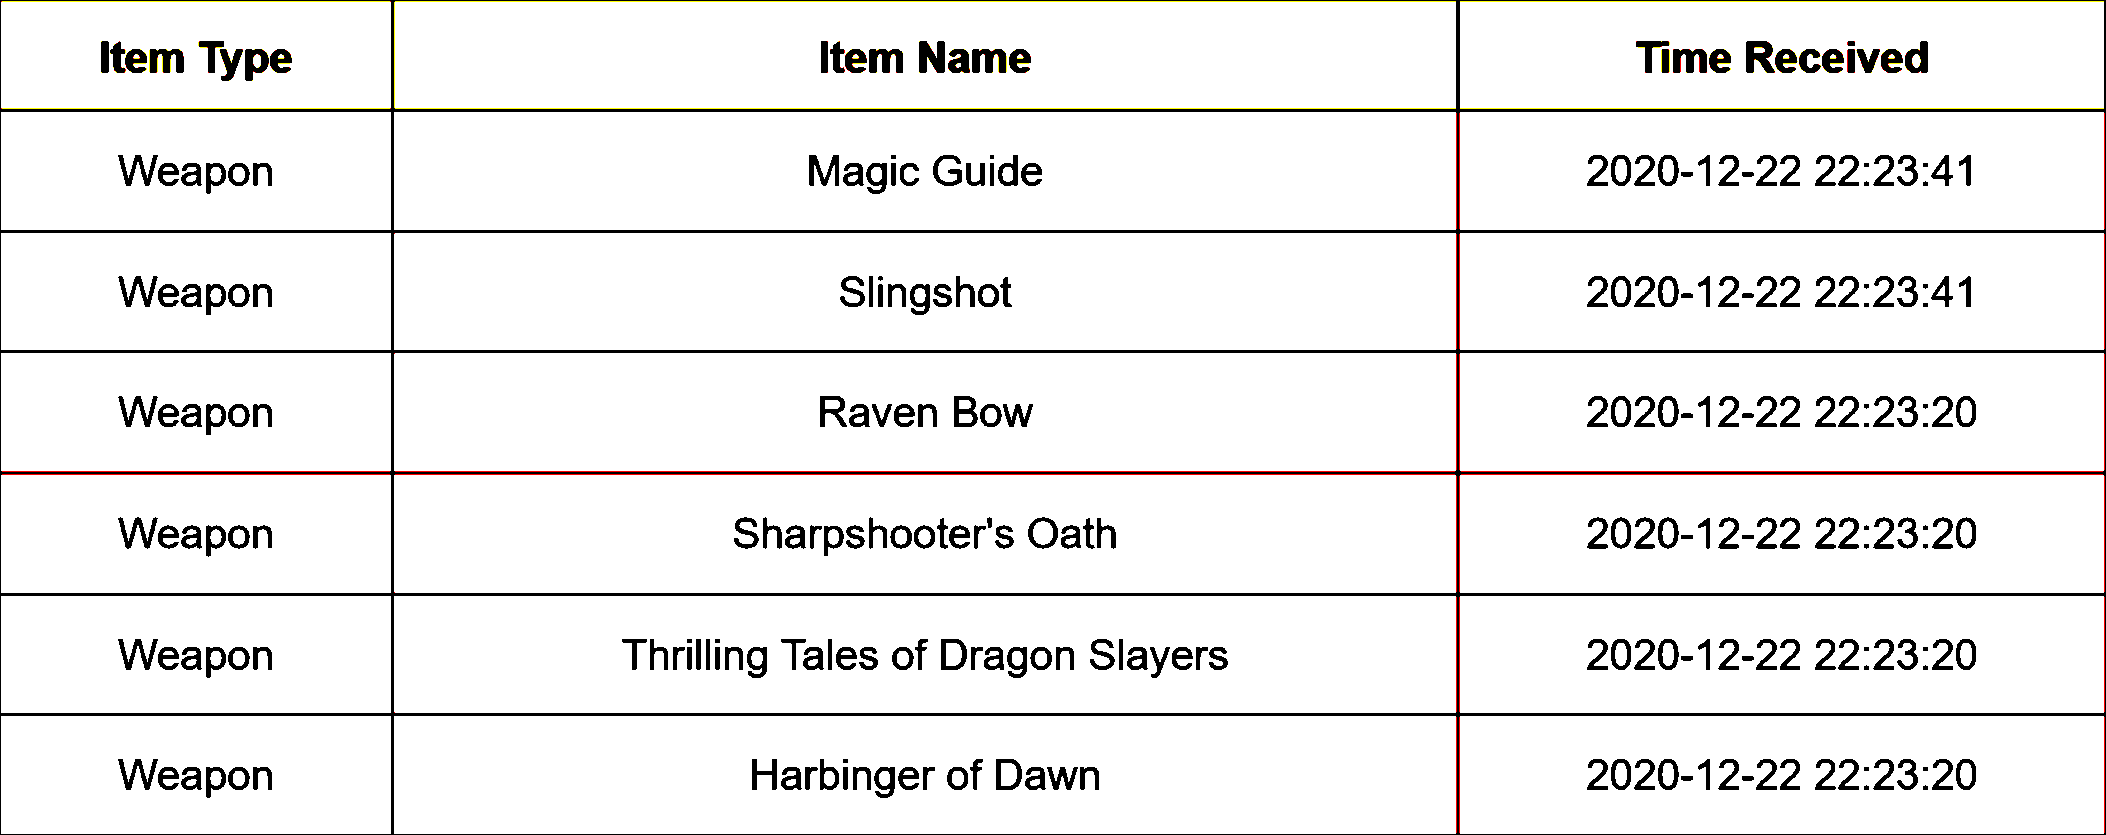 Item Type Item Name Time Received
Weapon Magic Guide 2020-12-22 22:23:41
Weapon Slingshot 2020-12-22 22:23:41
Weapon Raven Bow 2020-12-22 22:23:20
Weapon Sharpshooter's Oath 2020-12-22 22:23:20
Weapon Thrilling Tales of Dragon Slayers 2020-12-22 22:23:20
Weapon Harbinger of Dawn 2020-12-22 22:23:20